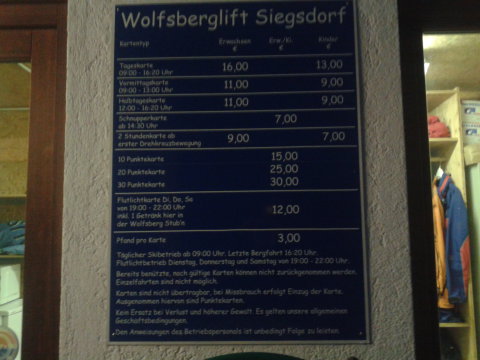 Wolfsberglift Siegsdorf
Kartentyp Erwachsen Erw./Ki. Kinder
€ € €
Tageskarte
09:00 - 16:20 Uhr 16,00 13,00
Vormittagskarte
09:00 - 13:00 Uhr 11,00 9,00
Halbtageskarte
12:00 - 16:20 Uhr 11,00 9,00
Schnupperkarte
ab 14:30 Uhr 7,00
2 Stundenkarte ab
erster Drehkreuzbewegung 9,00 7,00
10 Punktekarte 15,00
20 Punktekarte 25,00
30 Punktekarte 30,00
Flutlichtkarte Di, Do, Sa
von 19:00 - 22:00 Uhr
inkl. 1 Getränk hier in
der Wolfsberg Stub'n 12,00
Pfand pro Karte 3,00
Täglicher Skibetrieb ab 09:00 Uhr. Letzte Bergfahrt 16:20 Uhr.
Flutlichtbetrieb Dienstag, Donnerstag und Samstag von 19:00 - 22:00 Uhr.
Bereits benützte, noch gültige Karten können nicht zurückgenommen werden.
Einzelfahrten sind nicht möglich.
Karten sind nicht übertragbar, bei Missbrauch erfolgt Einzug der Karte.
Ausgenommen hiervon sind Punktekarten.
Kein Ersatz bei Verlust und höherer Gewalt. Es gelten unsere allgemeinen
Geschäftsbedingungen.
Den Anweisungen des Betriebspersonals ist unbedingt Folge zu leisten.